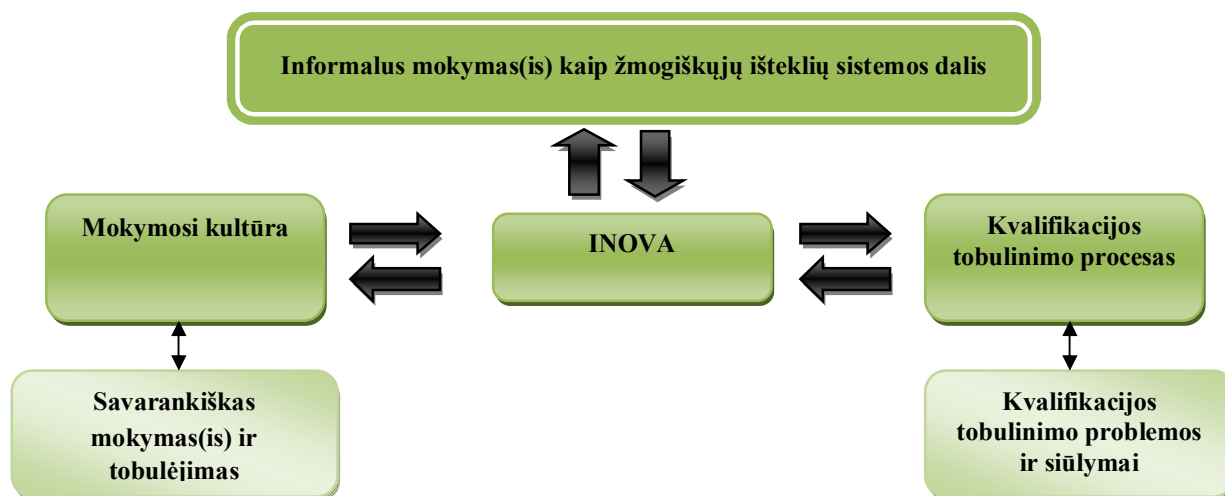 Informalus mokymas(is) kaip žmogiškųjų išteklių sistemos dalis
Mokymosi kultūra
INOVA
Kvalifikacijos
tobulinimo procesas
Savarankiškas
mokymas(is) ir
tobulėjimas
Kvalifikacijos
tobulinimo problemos
ir siūlymai